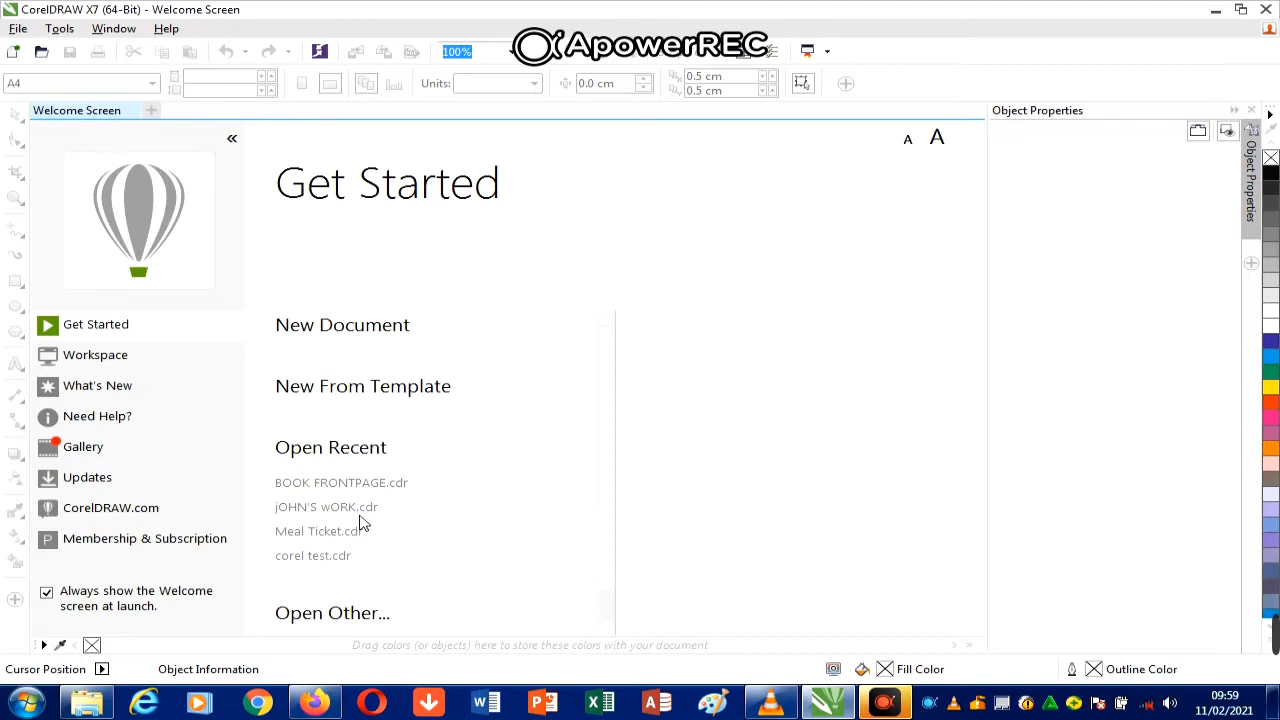 CorelDRAW X7 (64-Bit) - Welcome Screen
File Tools Window Help
100%
ApowerREC
A4
Units:
0.0 cm
0.5 cm
0.5 cm
Welcome Screen
Object Properties
A A
Get Started
Object Properties
New Document
Get Started
Workspace
New From Template
What's New
Need Help?
Open Recent
Gallery
Updates
BOOK FRONTPAGE.cdr
jOHN'S wORK.cdr
CorelDRAW.com
Meal Ticket.cdr
Membership & Subscription
corel test.cdr
Always show the Welcome
screen at launch.
Open Other...
Drag colors (or objects) here to store these colors with your document
Cursor Position
Object Information
Fill Color
Outline Color
09:59
11/02/2021